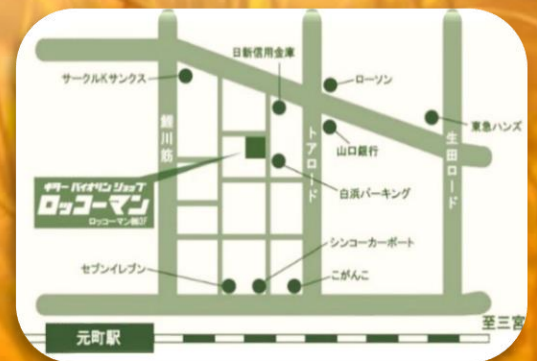 日新信用金庫
サークルKサンクス
ローソン
東急ハンズ
鯉川筋
トアロード
生田ロード
山口銀行
白浜パーキング
ギター バイオリン ショップ
ロッコーマン
ロッコーマン㈱3F
シンコーカーポート
セブンイレブン
こがんこ
至三宮
元町駅